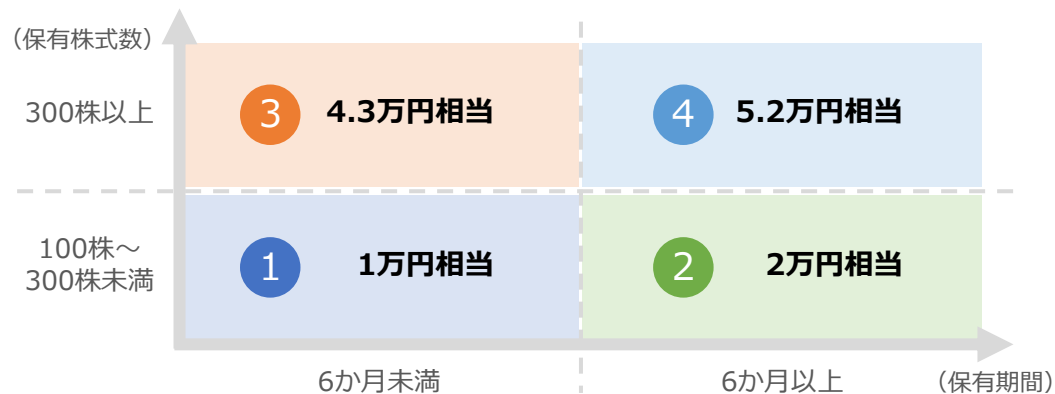 （保有株式数）
300株以上
3
4.3万円相当
4
5.2万円相当
100株～
300株未満
1
1万円相当
2
2万円相当
6か月未満
6か月以上
（保有期間）